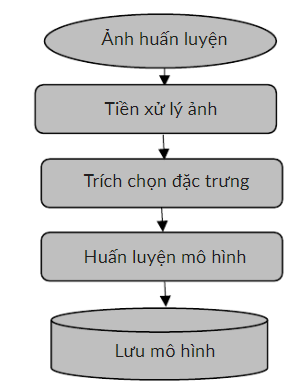 Ảnh huấn luyện
Tiền xử lý ảnh
Trích chọn đặc trưng
Huấn luyện mô hình
Lưu mô hình